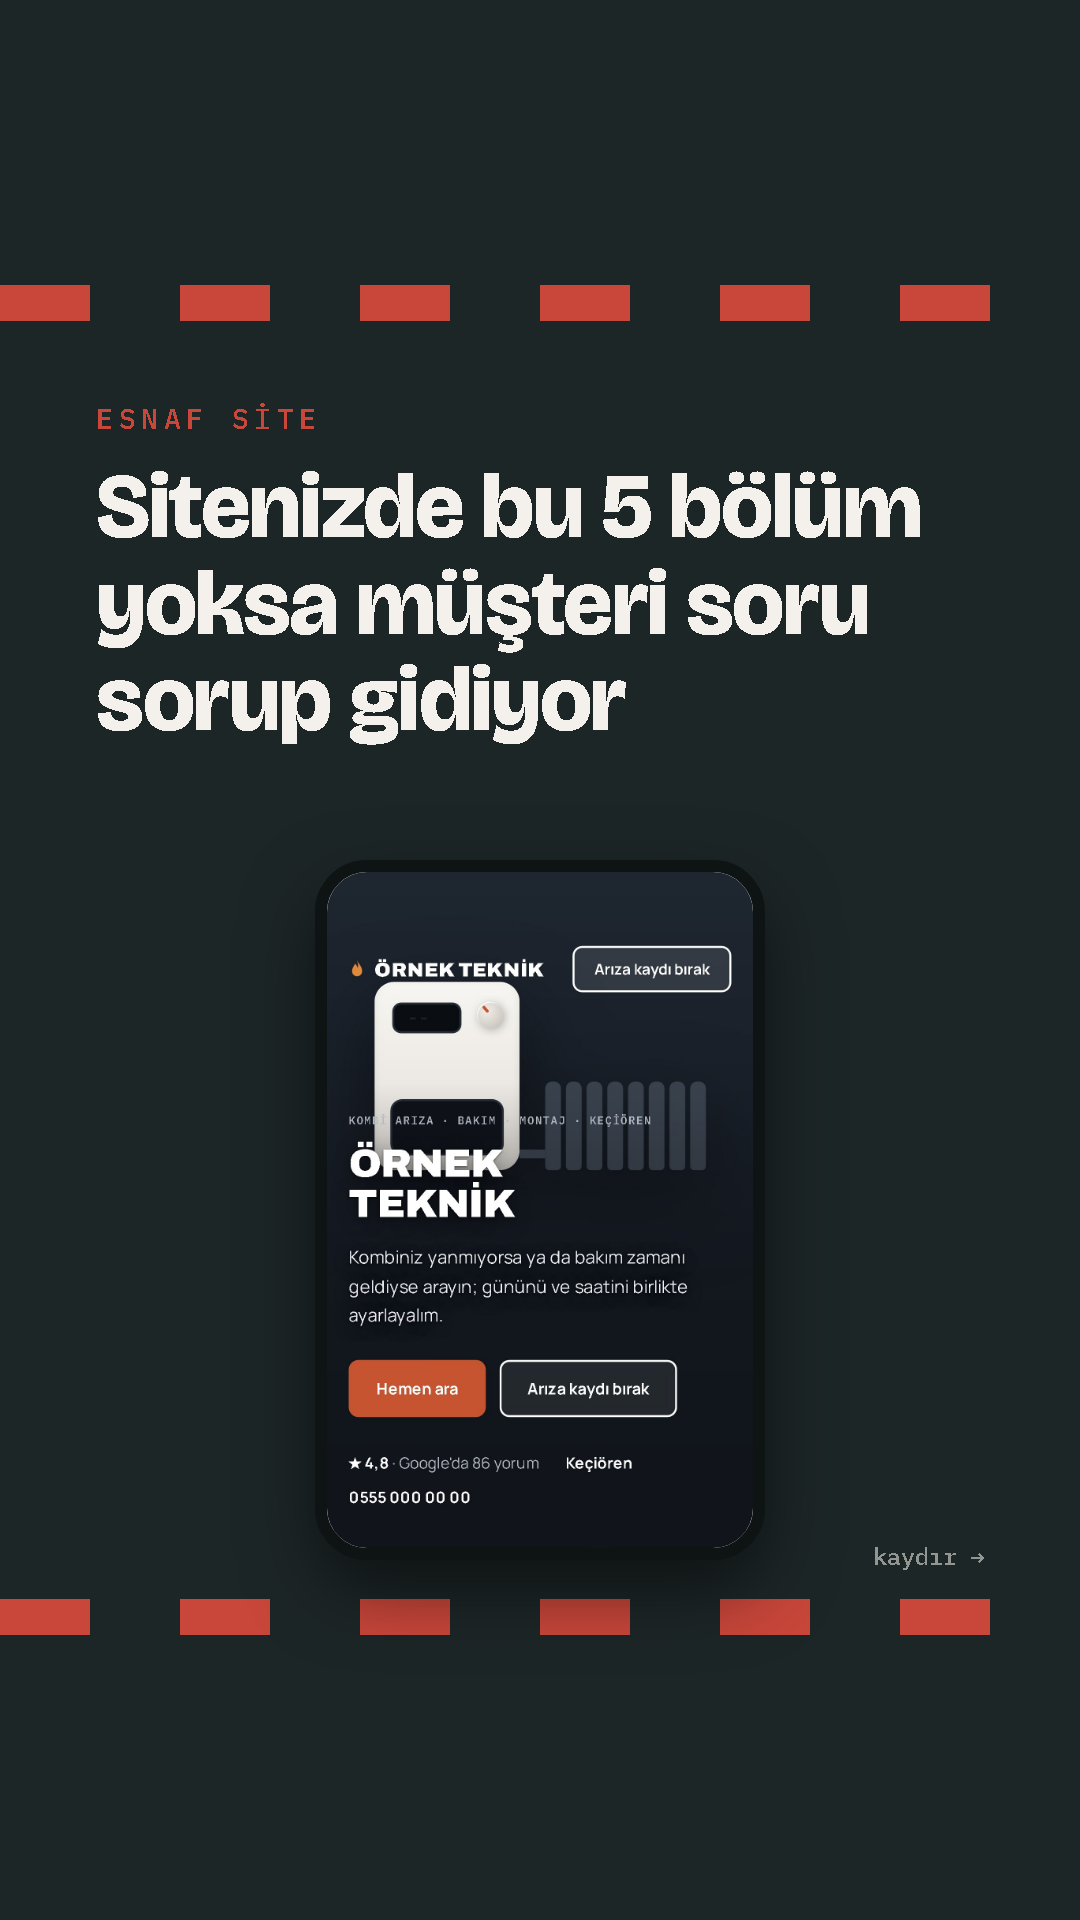 ESNAF SİTE
Sitenizde bu 5 bölüm
yoksa müşteri soru
sorup gidiyor
ÖRNEK TEKNİK
Arıza kaydı bırak
KOMBİ ARIZA · BAKIM · MONTAJ · KEÇİÖREN
ÖRNEK
TEKNİK
Kombiniz yanmıyorsa ya da bakım zamanı
geldiyse arayın; gününü ve saatini birlikte
ayarlayalım.
Hemen ara
Arıza kaydı bırak
★ 4,8 · Google'da 86 yorum
Keçiören
0555 000 00 00
kaydır →